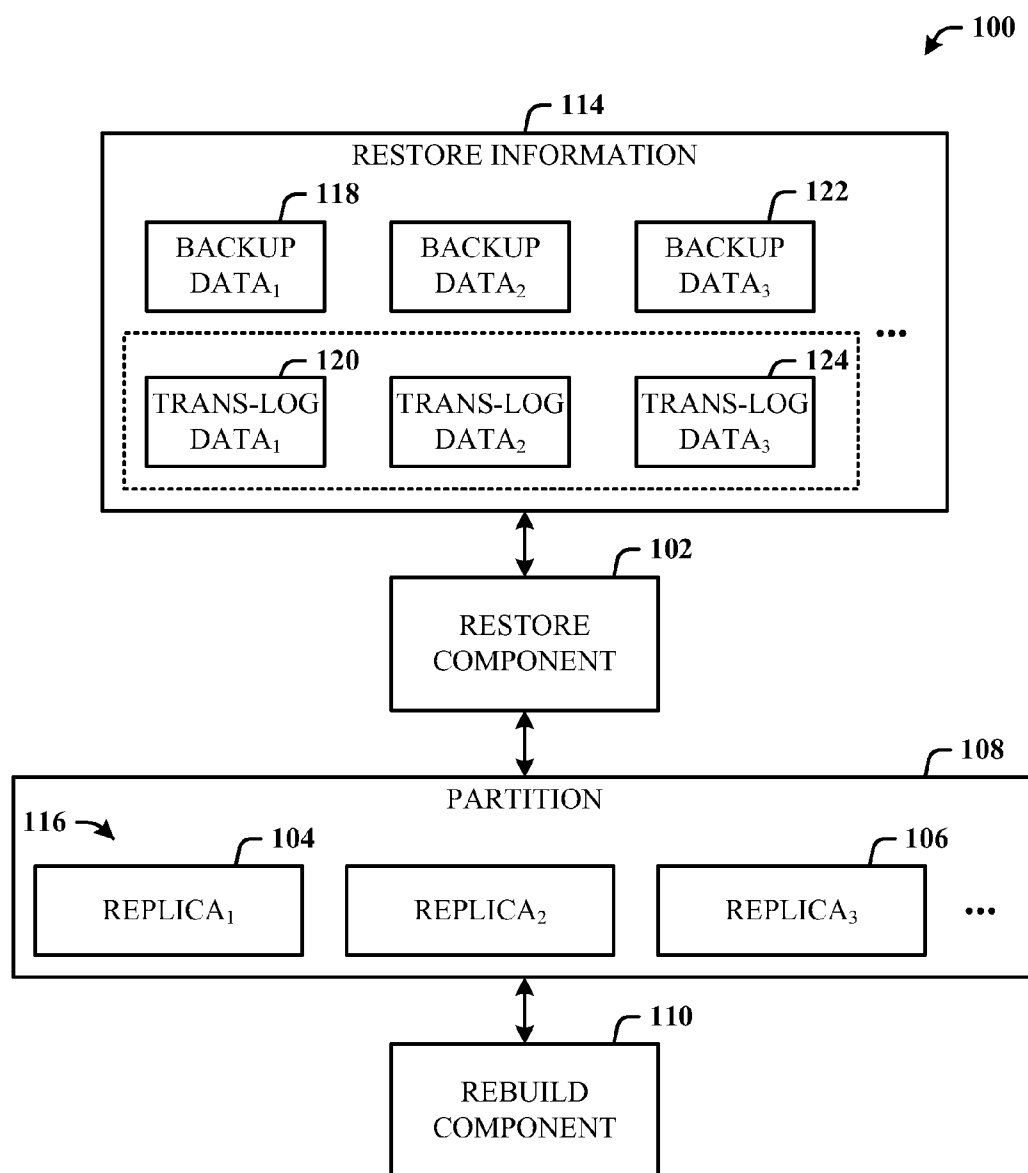 100
114
RESTORE INFORMATION
118
122
BACKUP DATA₁
BACKUP DATA₂
BACKUP DATA₃
...
120
124
TRANS-LOG DATA₁
TRANS-LOG DATA₂
TRANS-LOG DATA₃
102
RESTORE
COMPONENT
108
PARTITION
116
104
106
REPLICA₁
REPLICA₂
REPLICA₃
...
110
REBUILD
COMPONENT